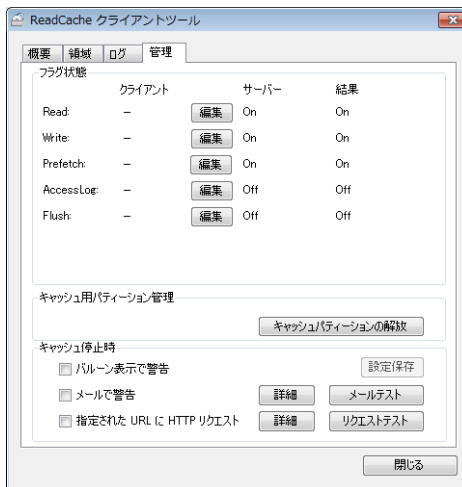 ReadCache クライアントツール
概要 領域 ログ 管理
フラグ状態
クライアント サーバー 結果
Read: − 編集 On On
Write: − 編集 On On
Prefetch: − 編集 On On
AccessLog: − 編集 Off Off
Flush: − 編集 Off Off
キャッシュ用パティーション管理
キャッシュパティーションの解放
キャッシュ停止時
バルーン表示で警告 設定保存
メールで警告 詳細 メールテスト
指定された URL に HTTP リクエスト 詳細 リクエストテスト
閉じる